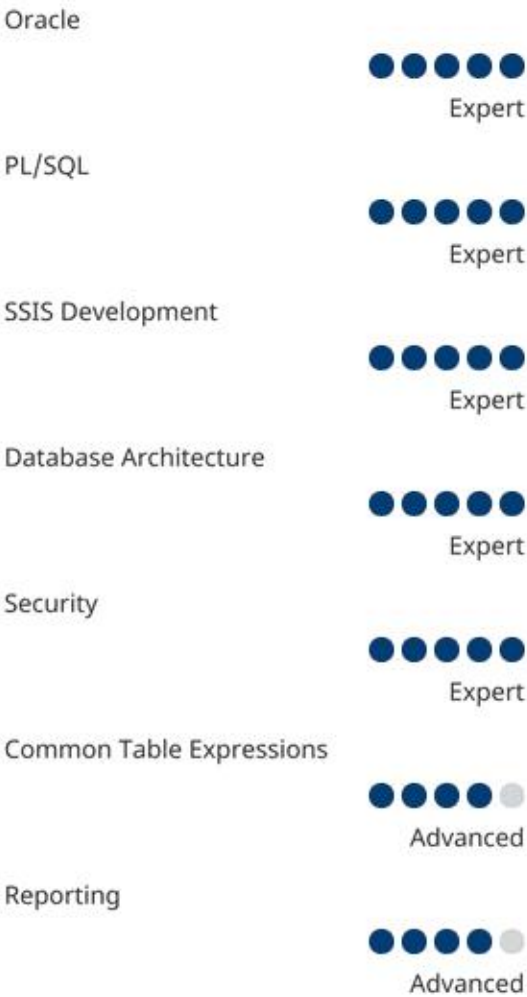 Oracle
Expert
PL/SQL
Expert
SSIS Development
Expert
Database Architecture
Expert
Security
Expert
Common Table Expressions
Advanced
Reporting
Advanced